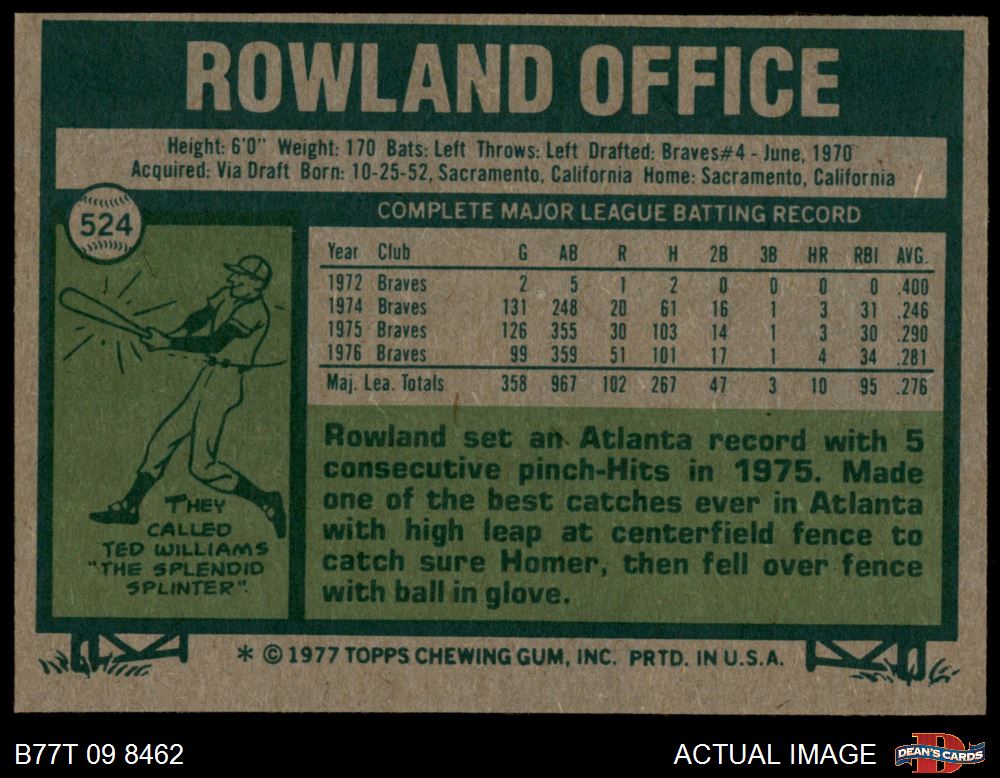 ROWLAND OFFICE
Height: 6'0" Weight: 170 Bats: Left Throws: Left Drafted: Braves#4 - June, 1970
Acquired: Via Draft Born: 10-25-52, Sacramento, California Home: Sacramento, California
524
COMPLETE MAJOR LEAGUE BATTING RECORD
Year Club G AB R H 2B 3B HR RBI AVG.
1972 Braves 2 5 1 2 0 0 0 0 .400
1974 Braves 131 248 20 61 16 1 3 31 .246
1975 Braves 126 355 30 103 14 1 3 30 .290
1976 Braves 99 359 51 101 17 1 4 34 .281
Maj. Lea. Totals 358 967 102 267 47 3 10 95 .276
THEY
CALLED
TED WILLIAMS
"THE SPLENDID
SPLINTER".
Rowland set an Atlanta record with 5
consecutive pinch-Hits in 1975. Made
one of the best catches ever in Atlanta
with high leap at centerfield fence to
catch sure Homer, then fell over fence
with ball in glove.
* © 1977 TOPPS CHEWING GUM, INC. PRTD. IN U.S.A.
B77T 09 8462
ACTUAL IMAGE
DEAN'S CARDS